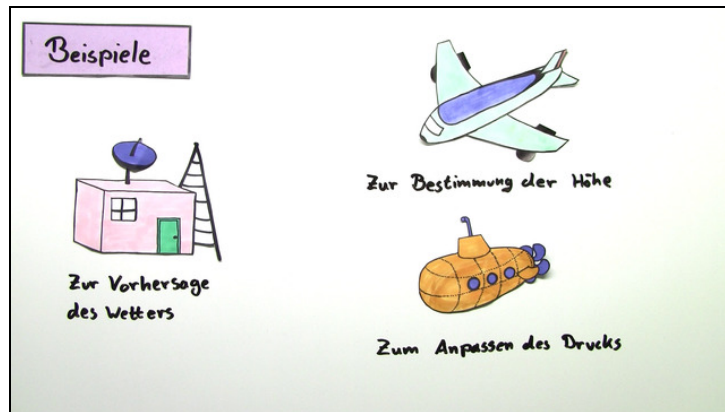 Beispiele
Zur Bestimmung der Höhe
Zur Vorhersage
des Wetters
Zum Anpassen des Drucks